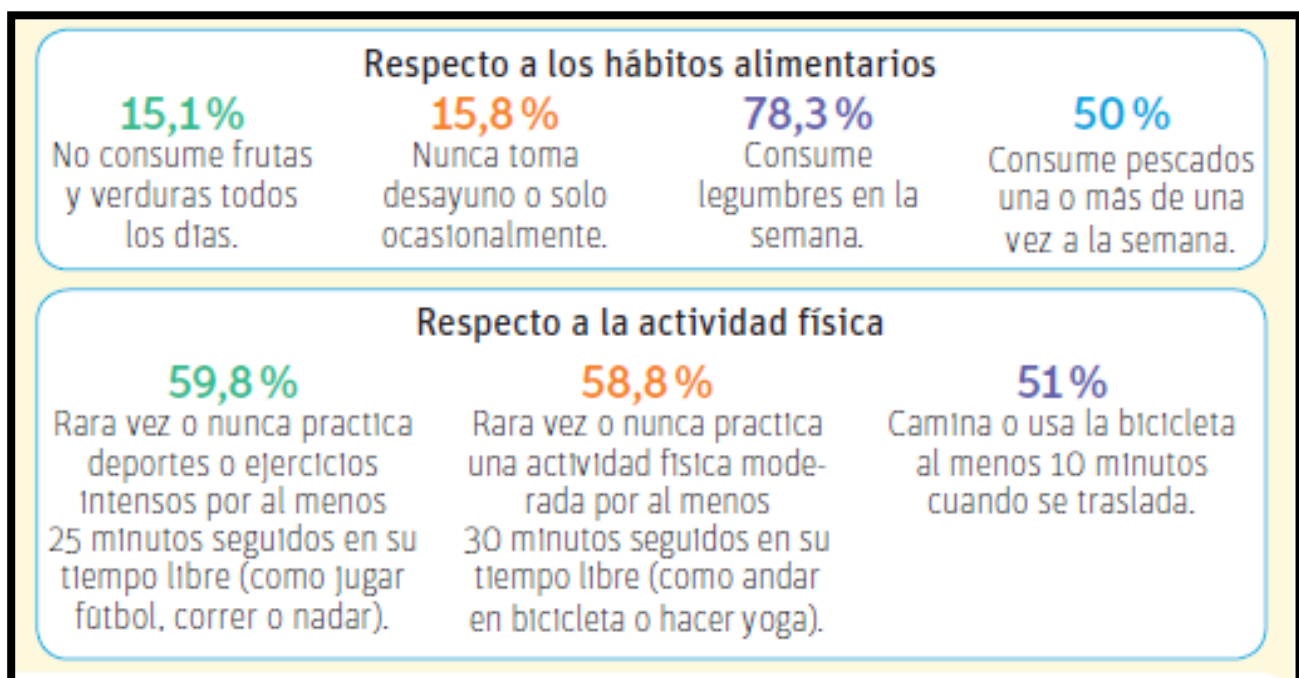 Respecto a los hábitos alimentarios
15,1 %
No consume frutas
y verduras todos
los días.
15,8 %
Nunca toma
desayuno o solo
ocasionalmente.
78,3 %
Consume
legumbres en la
semana.
50 %
Consume pescados
una o más de una
vez a la semana.
Respecto a la actividad física
59,8 %
Rara vez o nunca practica
deportes o ejercicios
intensos por al menos
25 minutos seguidos en su
tiempo libre (como jugar
fútbol, correr o nadar).
58,8 %
Rara vez o nunca practica
una actividad física mode-
rada por al menos
30 minutos seguidos en su
tiempo libre (como andar
en bicicleta o hacer yoga).
51 %
Camina o usa la bicicleta
al menos 10 minutos
cuando se traslada.